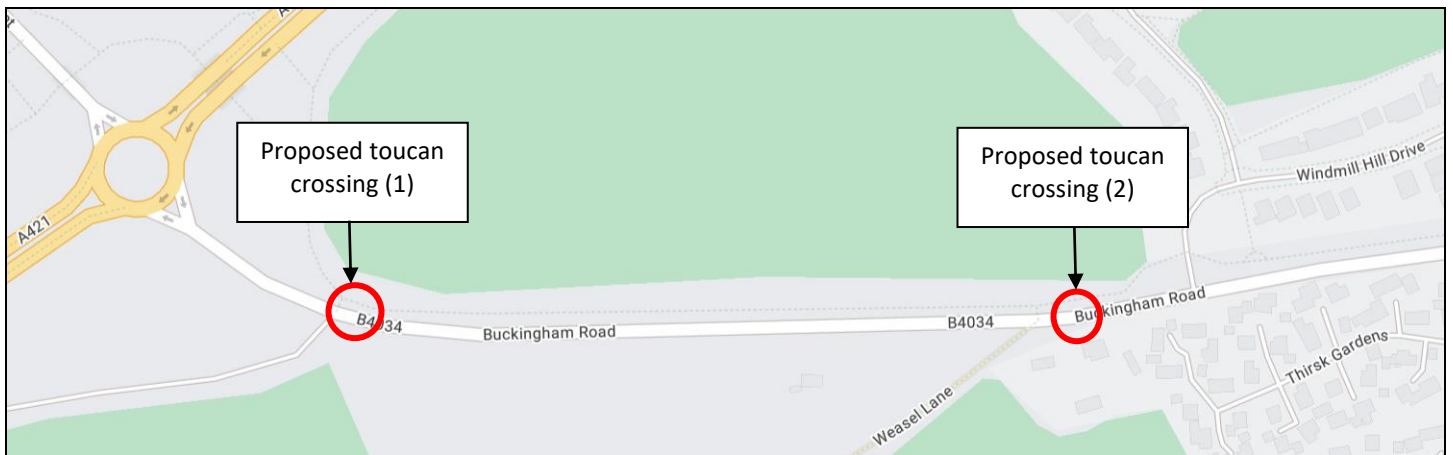 Proposed toucan
crossing (1)
Proposed toucan
crossing (2)
Windmill Hill Drive
A421
B4034
Buckingham Road
B4034
Buckingham Road
Thirsk Gardens
Weasel Lane